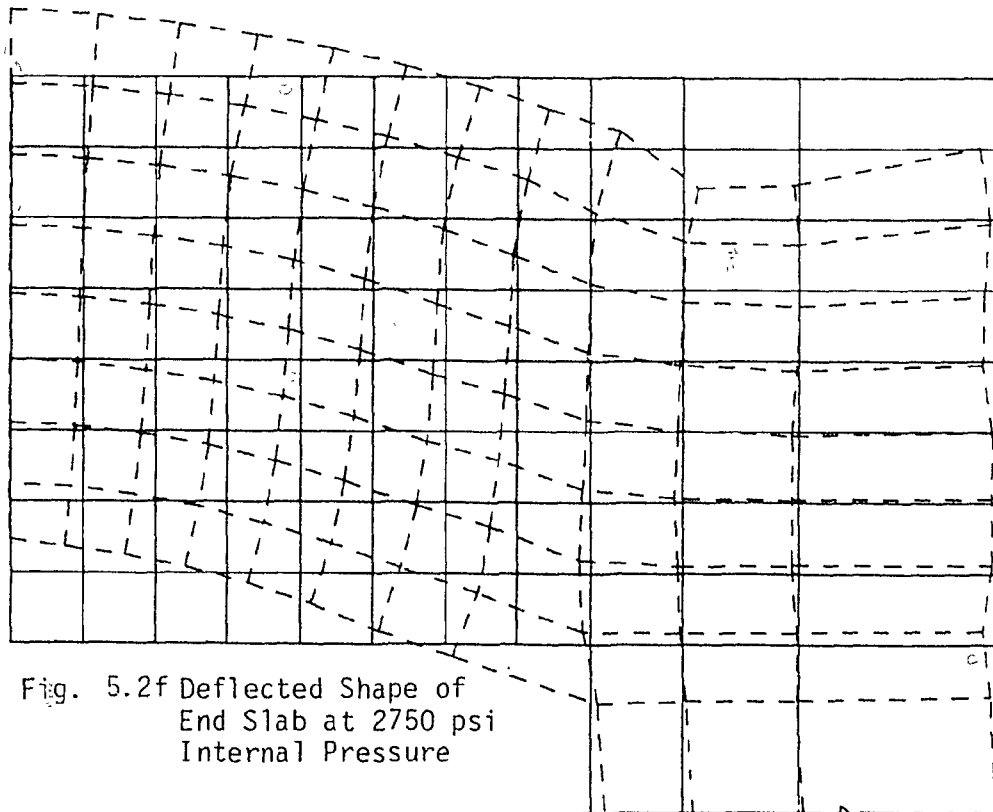 Fig. 5.2f Deflected Shape of
End Slab at 2750 psi
Internal Pressure